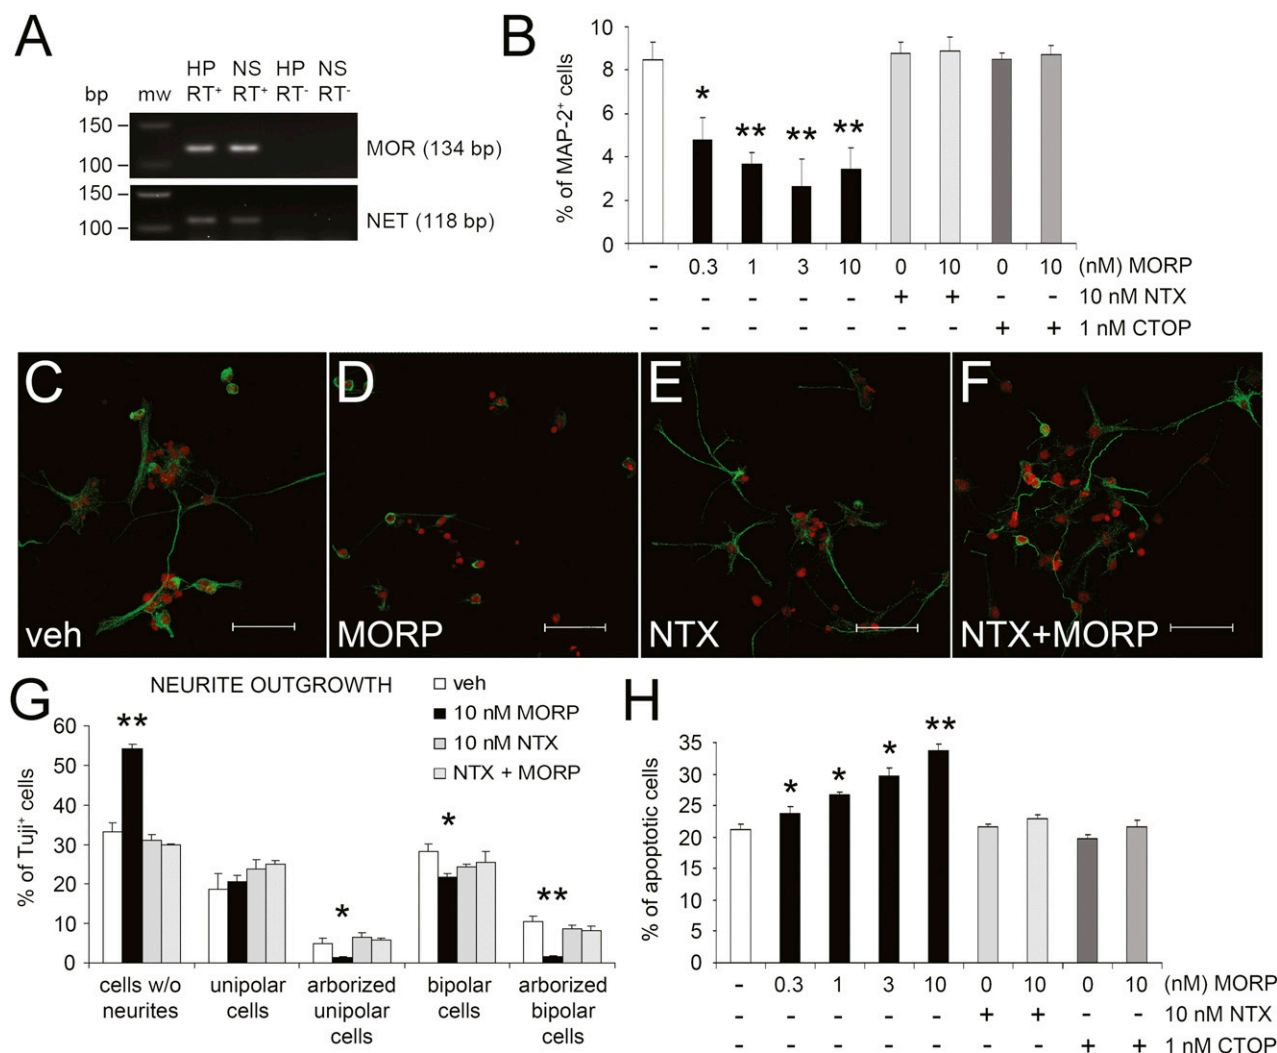 A
HP NS HP NS
bp mw RT⁺ RT⁺ RT⁻ RT⁻
150
MOR (134 bp)
100
150
NET (118 bp)
100
B
% of MAP-2⁺ cells
10
8
6
4
2
0
* ** ** **
- 0.3 1 3 10 0 10 0 10 (nM) MORP
- - - - - + + - - 10 nM NTX
- - - - - - - + + 1 nM CTOP
C
veh
D
MORP
E
NTX
F
NTX+MORP
G
NEURITE OUTGROWTH
veh
10 nM MORP
10 nM NTX
NTX + MORP
% of Tuji⁺ cells
60
50
40
30
20
10
0
** * * **
cells w/o neurites
unipolar cells
arborized unipolar cells
bipolar cells
arborized bipolar cells
H
% of apoptotic cells
35
30
25
20
15
10
5
0
* * * **
- 0.3 1 3 10 0 10 0 10 (nM) MORP
- - - - - + + - - 10 nM NTX
- - - - - - - + + 1 nM CTOP